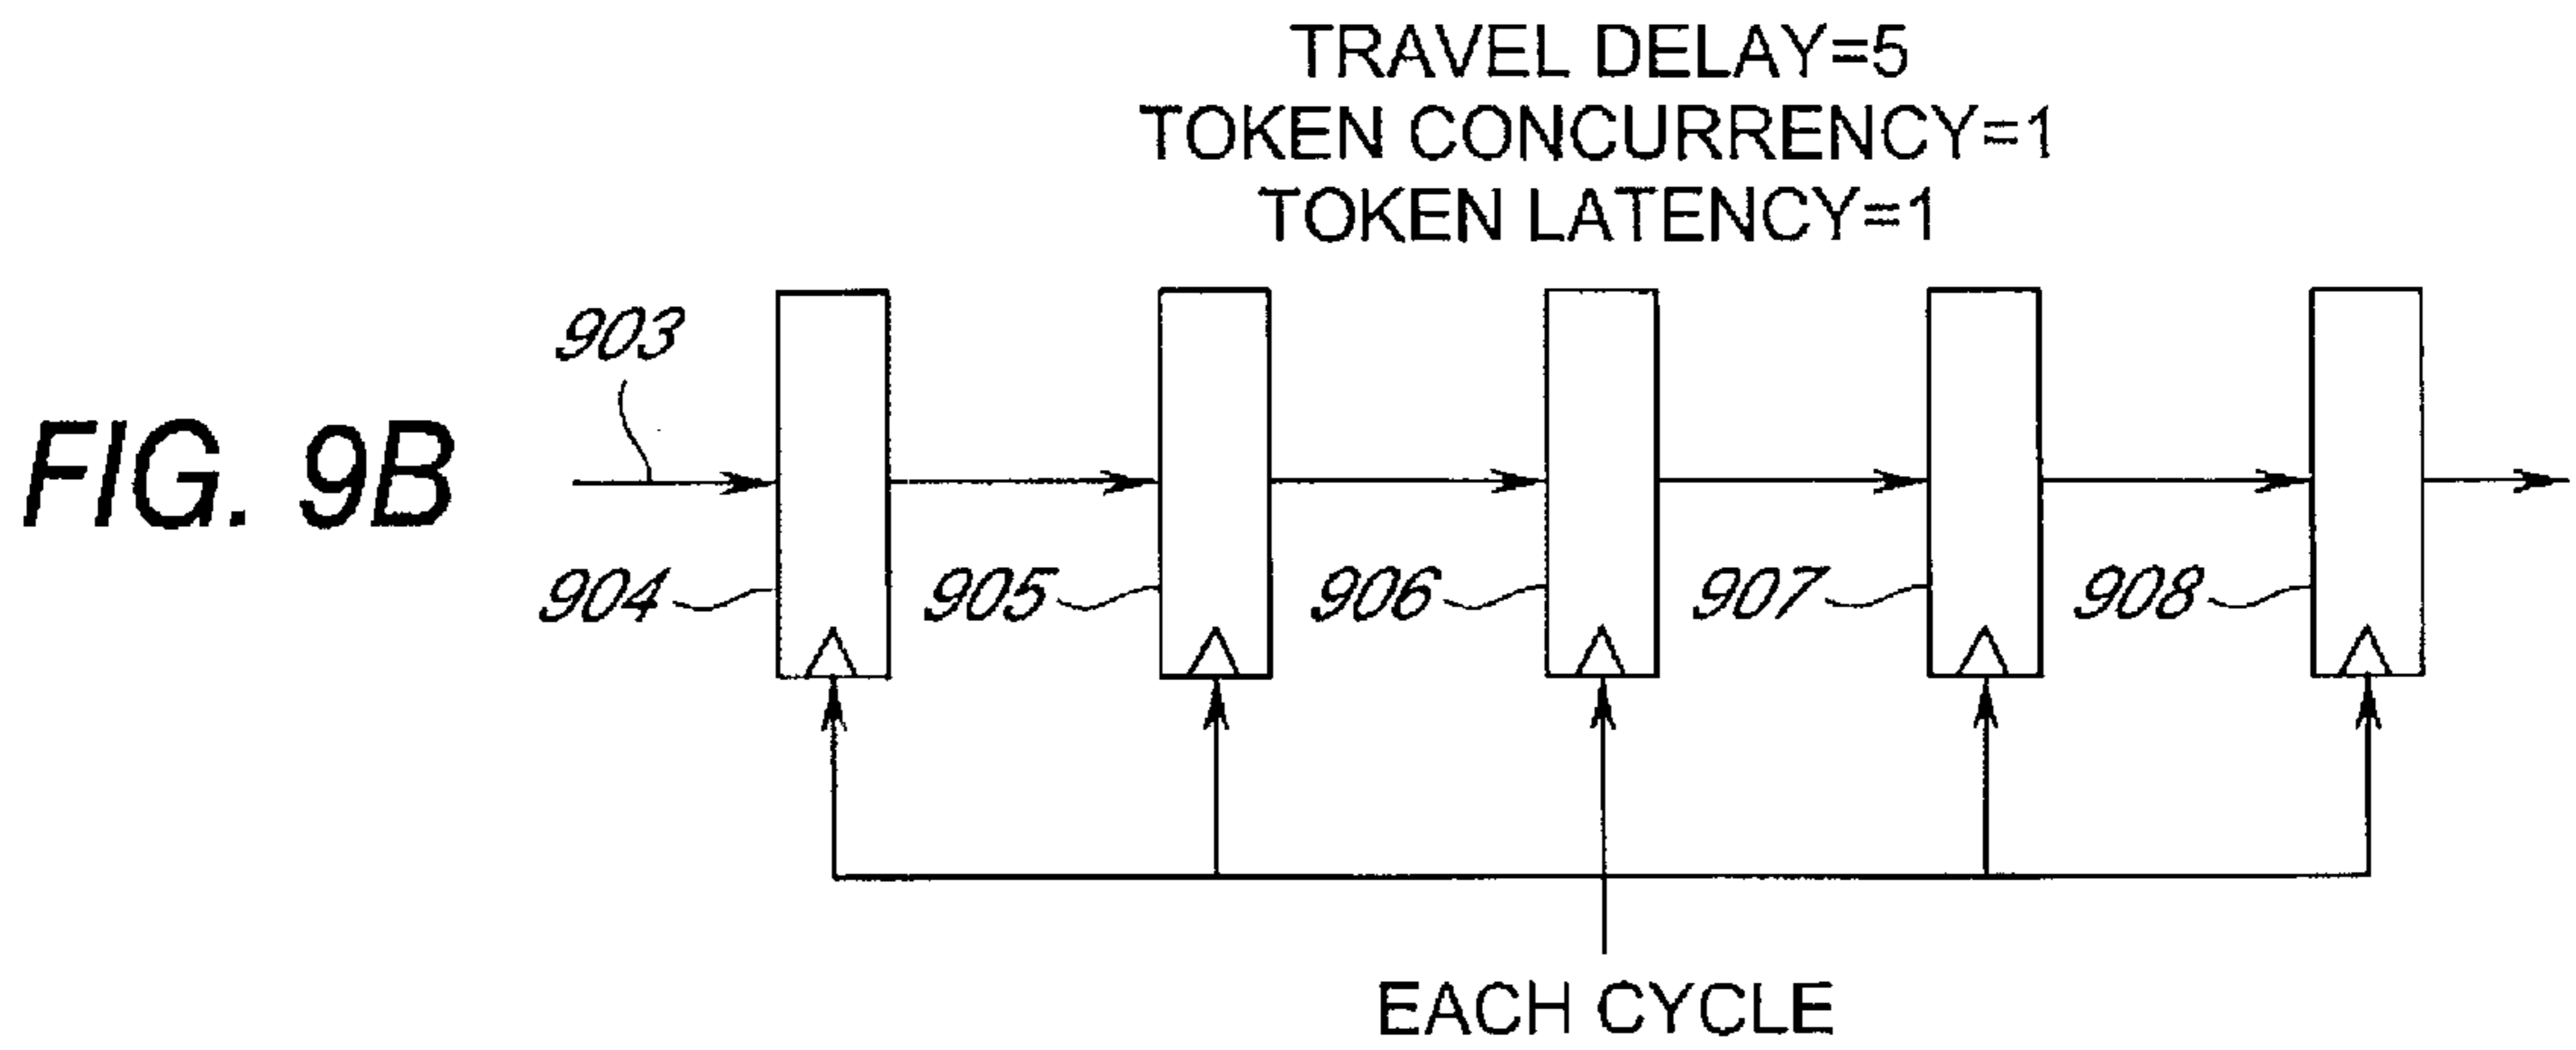 TRAVEL DELAY=5
TOKEN CONCURRENCY=1
TOKEN LATENCY=1
903
FIG. 9B
904
905
906
907
908
EACH CYCLE